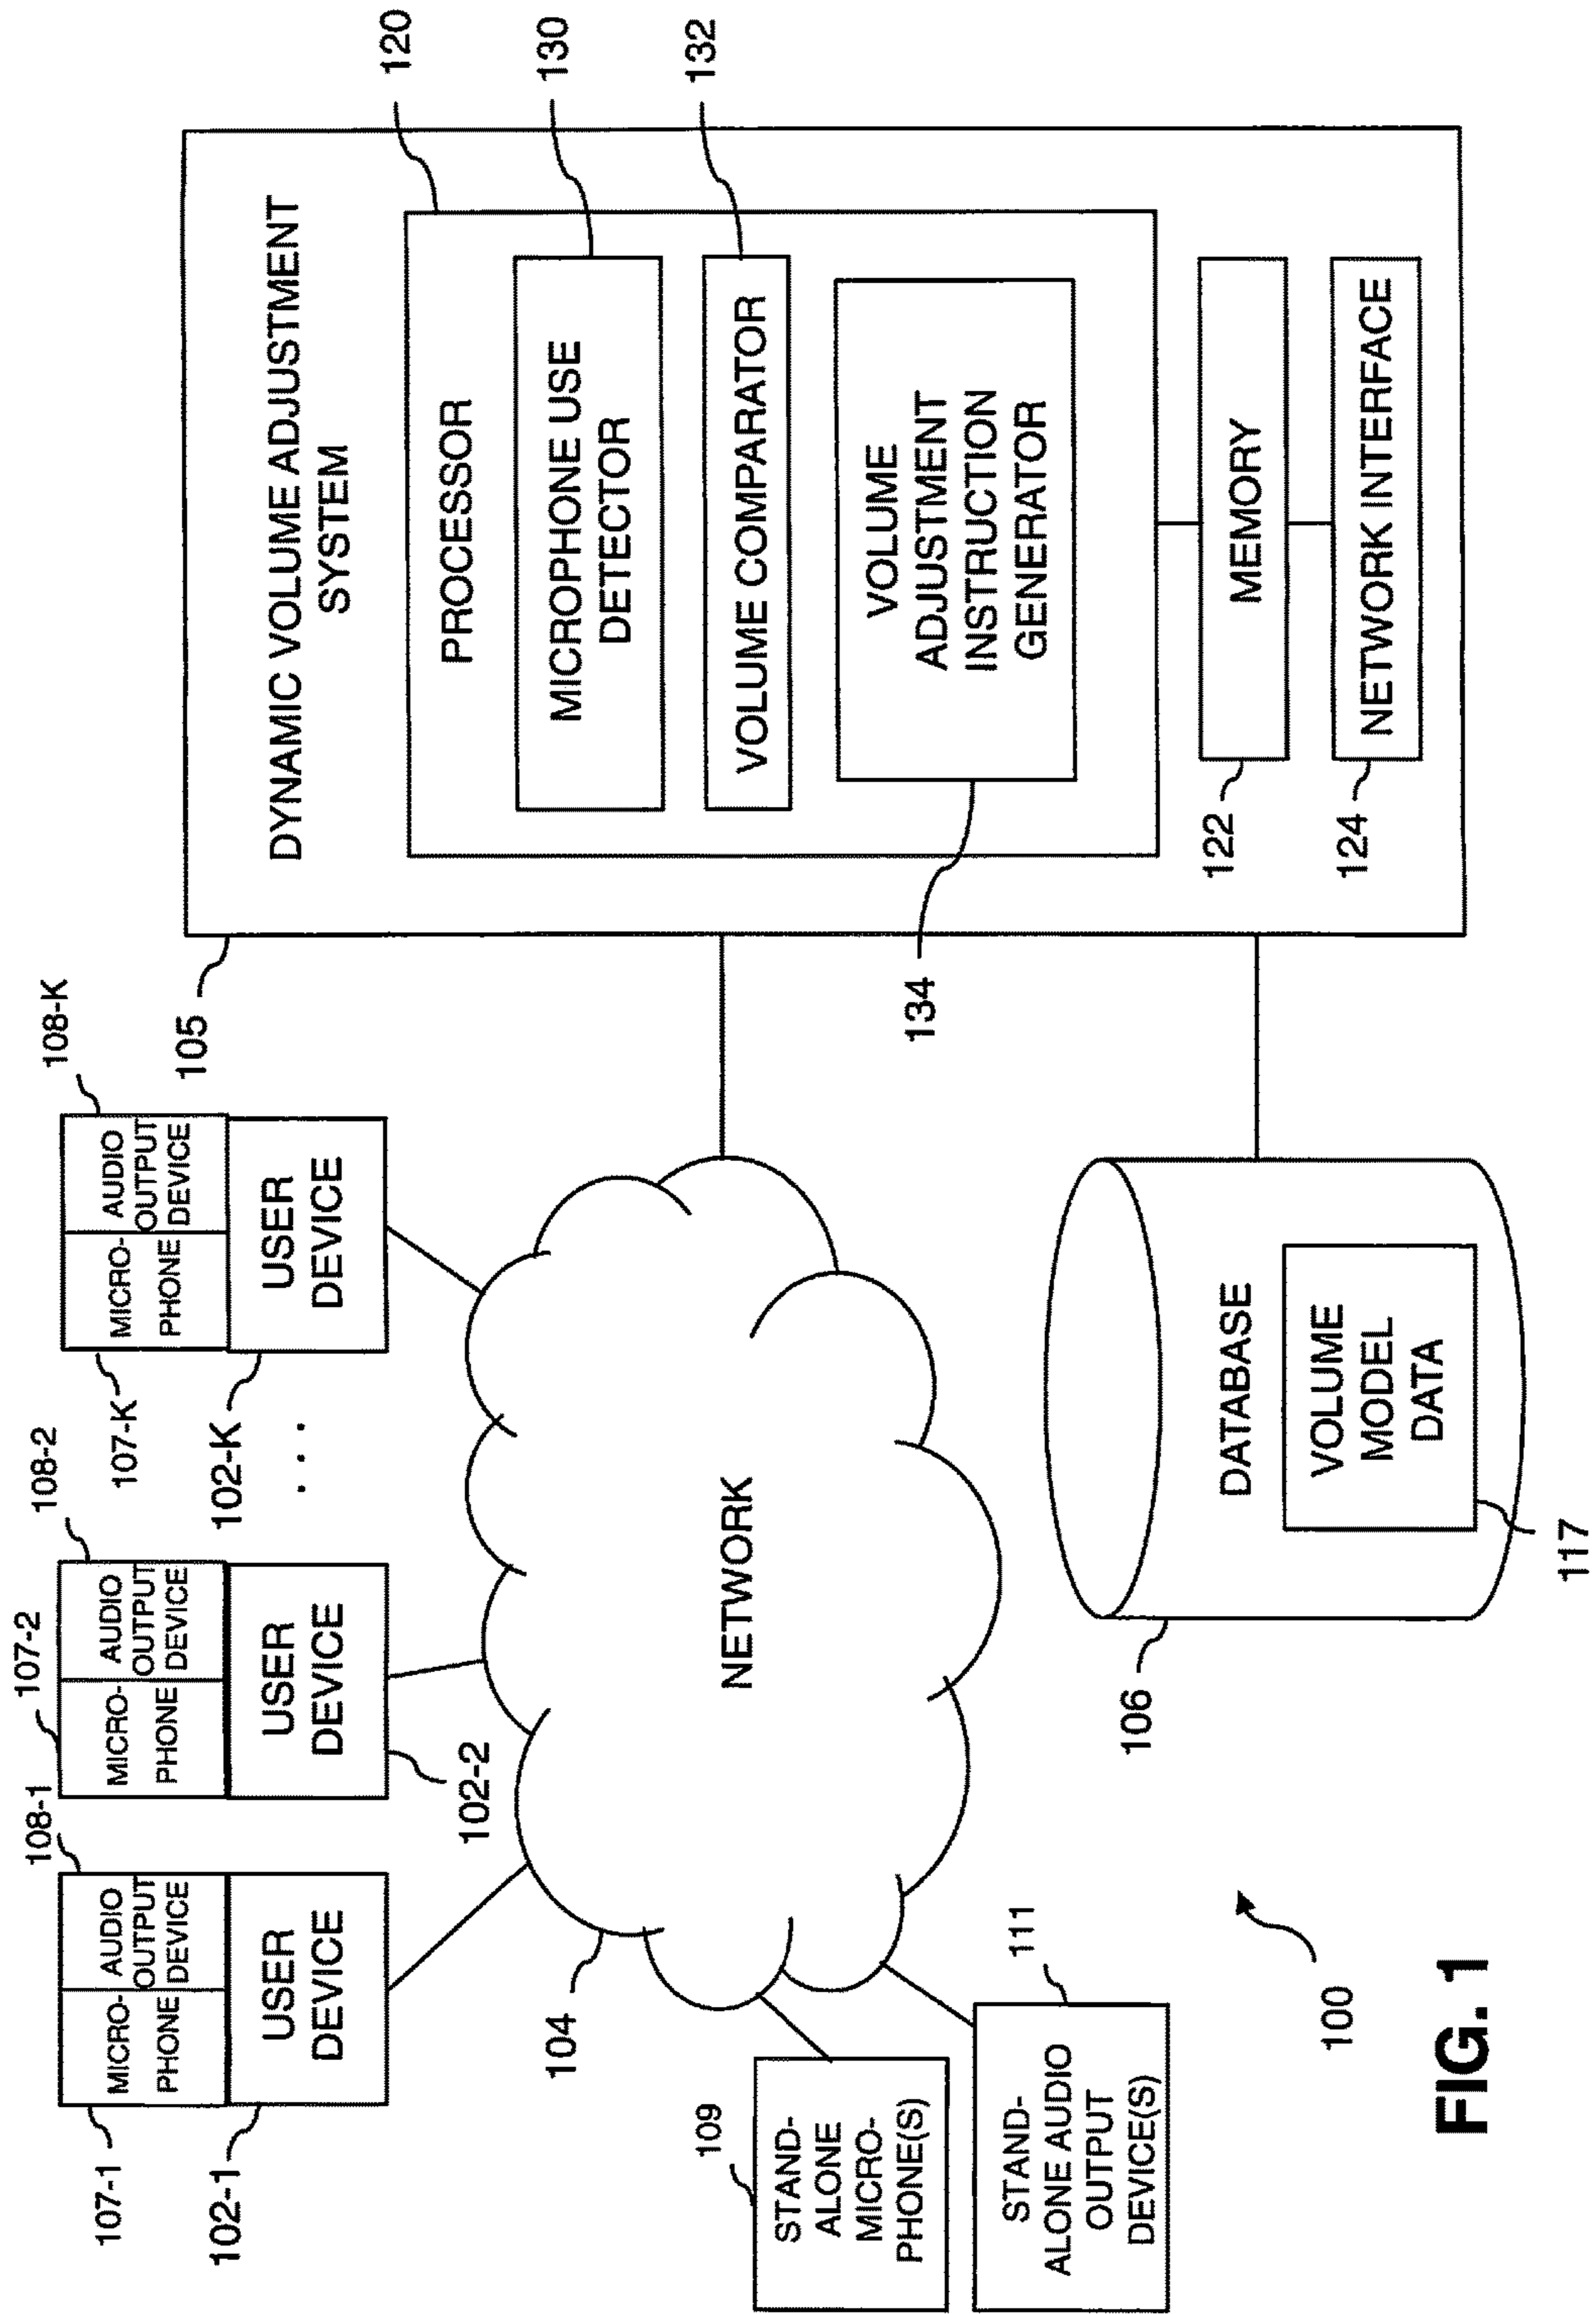 108-1
107-2
108-2
108-K
107-1
MICRO-
PHONE
AUDIO
OUTPUT
DEVICE
MICRO-
PHONE
AUDIO
OUTPUT
DEVICE
107-K
MICRO-
PHONE
AUDIO
OUTPUT
DEVICE
102-1
USER
DEVICE
USER
DEVICE
102-2
102-K
. . .
USER
DEVICE
105
104
NETWORK
109
STAND-
ALONE
MICRO-
PHONE(S)
111
STAND-
ALONE AUDIO
OUTPUT
DEVICE(S)
106
DATABASE
VOLUME
MODEL
DATA
117
DYNAMIC VOLUME ADJUSTMENT
SYSTEM
120
PROCESSOR
130
MICROPHONE USE
DETECTOR
132
VOLUME COMPARATOR
134
VOLUME
ADJUSTMENT
INSTRUCTION
GENERATOR
122
MEMORY
124
NETWORK INTERFACE
100
FIG. 1